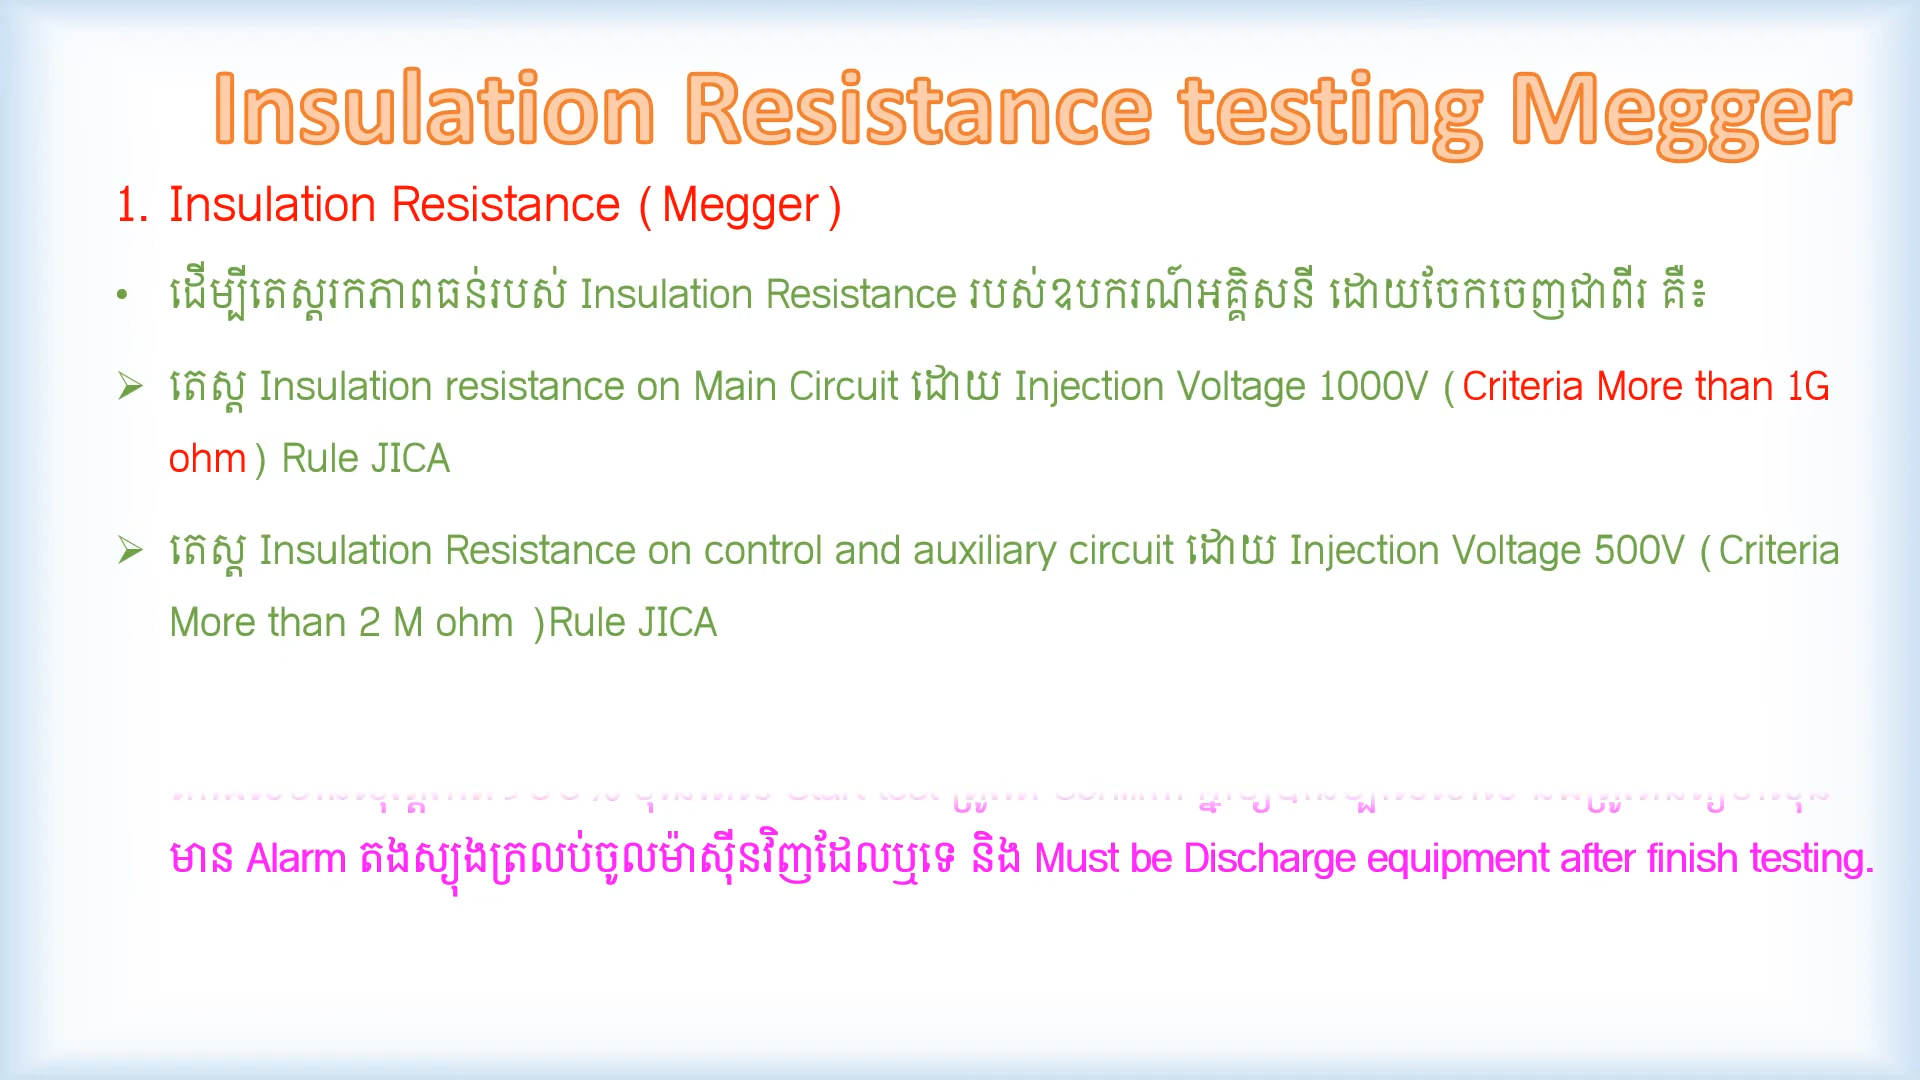 Insulation Resistance testing Megger
1. Insulation Resistance (Megger)
• ដើម្បីតេស្តរកភាពធន់របស់ Insulation Resistance របស់ឧបករណ៍អគ្គិសនី ដោយចែកចេញជាពីរ គឺ៖
➢ តេស្ត Insulation resistance on Main Circuit ដោយ Injection Voltage 1000V (Criteria More than 1G
ohm) Rule JICA
➢ តេស្ត Insulation Resistance on control and auxiliary circuit ដោយ Injection Voltage 500V (Criteria
More than 2 M ohm )Rule JICA
មាន Alarm តងស្យុងត្រលប់ចូលម៉ាស៊ីនវិញដែលឬទេ និង Must be Discharge equipment after finish testing.